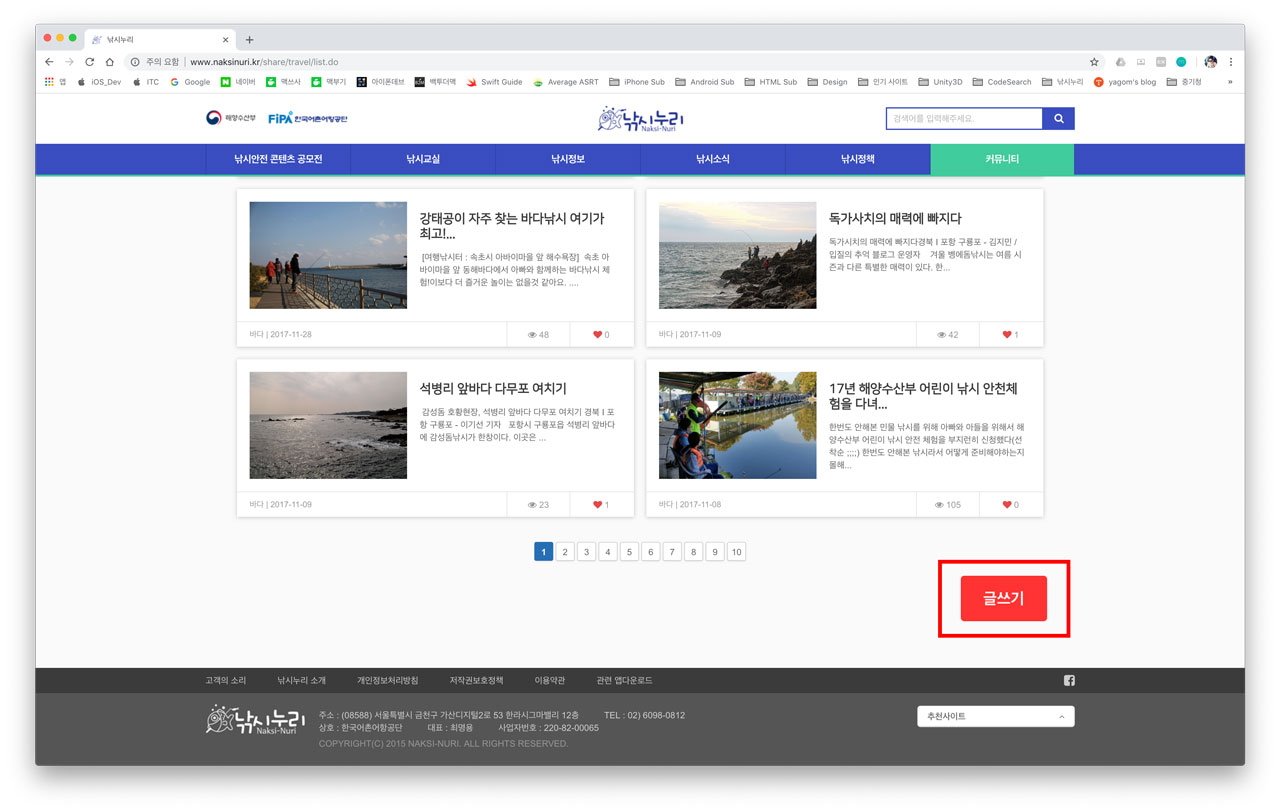 낚시누리
주의 요함 | www.naksinuri.kr/share/travel/list.do
앱 iOS_Dev ITC Google 네이버 맥쓰사 맥부기 아이폰데브 백투더맥 Swift Guide Average ASRT iPhone Sub Android Sub HTML Sub Design 인기 사이트 Unity3D CodeSearch 낚시누리 yagom's blog 중기청 »
해양수산부 FiPA 한국어촌어항공단 낚시누리 Naksi-Nuri 검색어를 입력해주세요.
낚시안전 콘텐츠 공모전 낚시교실 낚시정보 낚시소식 낚시정책 커뮤니티
강태공이 자주 찾는 바다낚시 여기가
최고!...
[여행낚시터 : 속초시 아바이마을 앞 해수욕장] 속초 아
바이마을 앞 동해바다에서 아빠와 함께하는 바다낚시 체
험!이보다 더 즐거운 놀이는 없을것 같아요. ....
바다 | 2017-11-28 48 0
독가사치의 매력에 빠지다
독가시치의 매력에 빠지다경북 I 포항 구룡포 - 김지민 /
입질의 추억 블로그 운영자 겨울 벵에돔낚시는 여름 시
즌과 다른 특별한 매력이 있다. 한...
바다 | 2017-11-09 42 1
석병리 앞바다 다무포 여치기
감성돔 호황현장, 석병리 앞바다 다무포 여치기 경북 I 포
항 구룡포 - 이기선 기자 포항시 구룡포읍 석병리 앞바다
에 감성돔낚시가 한창이다. 이곳은 ...
바다 | 2017-11-09 23 1
17년 해양수산부 어린이 낚시 안천체
험을 다녀...
한번도 안해본 민물 낚시를 위해 아빠와 아들을 위해서 해
양수산부 어린이 낚시 안전 체험을 부지런히 신청했다(선
착순 ;;;;) 한번도 안해본 낚시라서 어떻게 준비해야하는지
몰해...
바다 | 2017-11-08 105 0
1 2 3 4 5 6 7 8 9 10
글쓰기
고객의 소리 낚시누리 소개 개인정보처리방침 저작권보호정책 이용약관 관련 앱다운로드
낚시누리 Naksi-Nuri
주소 : (08588) 서울특별시 금천구 가산디지털2로 53 한라시그마밸리 12층 TEL : 02) 6098-0812
상호 : 한국어촌어항공단 대표 : 최명용 사업자번호 : 220-82-00065
COPYRIGHT(C) 2015 NAKSI-NURI. ALL RIGHTS RESERVED.
추천사이트